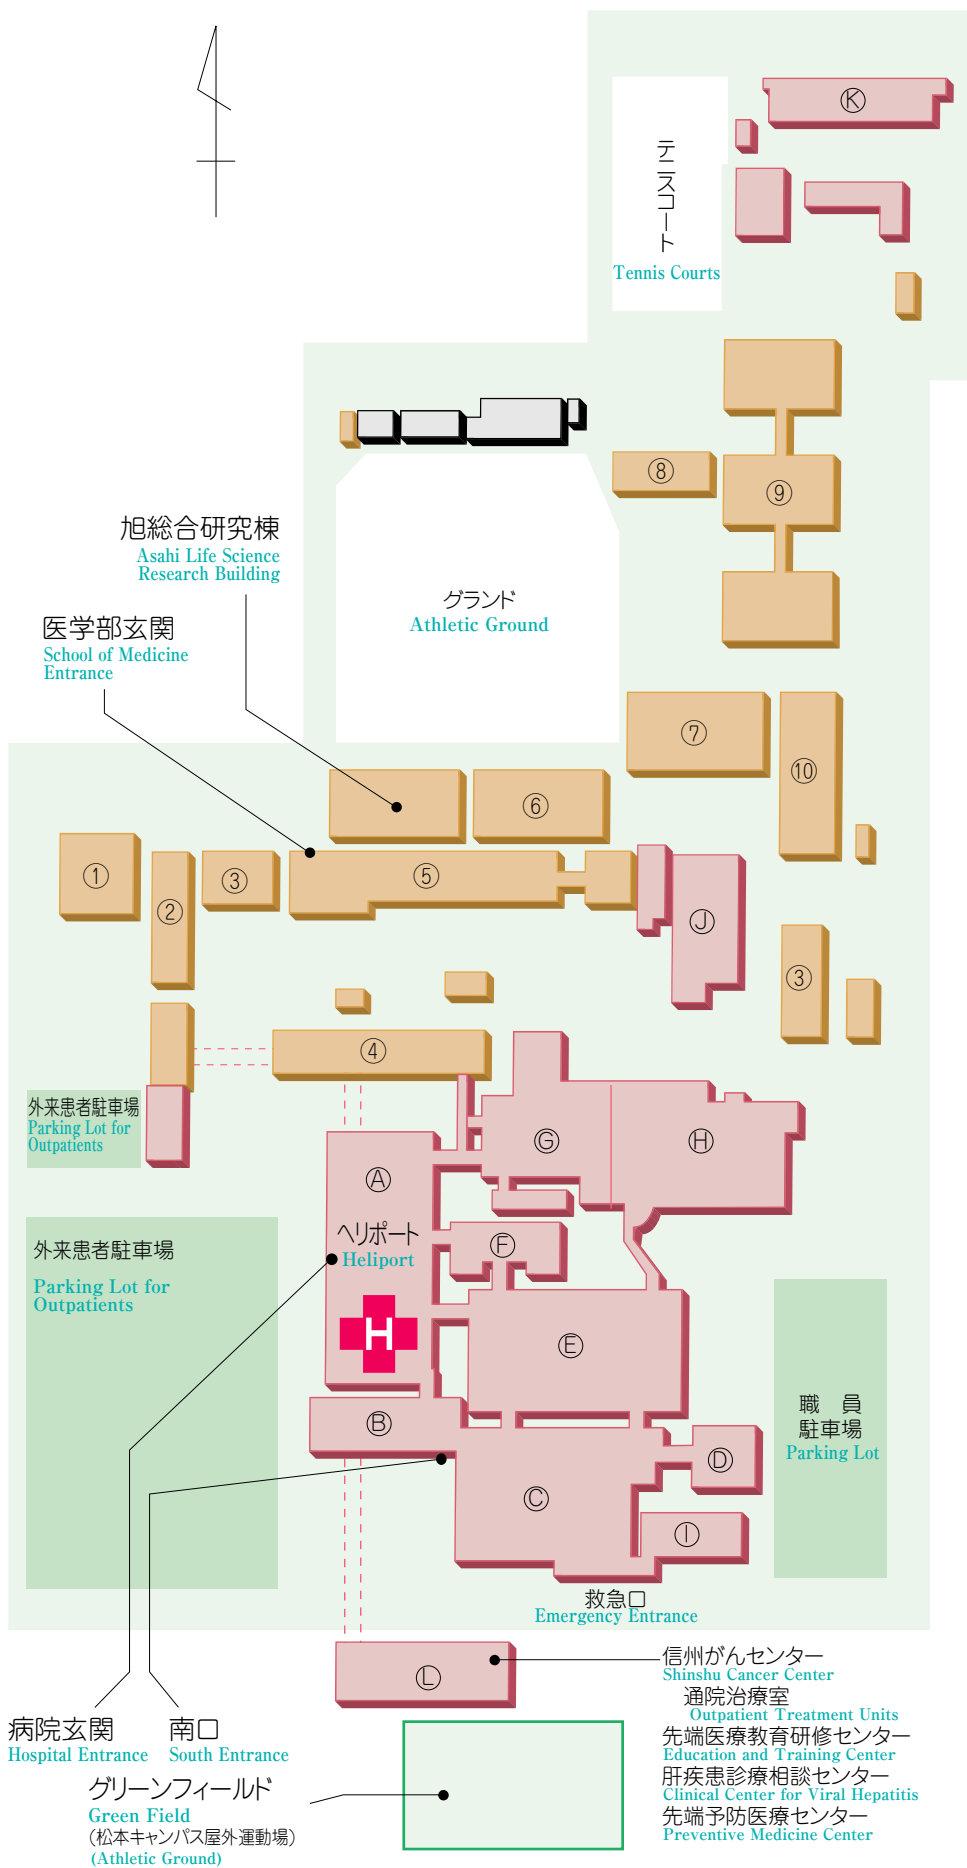 Ⓚ
テニスコート
Tennis Courts
⑧
⑨
旭総合研究棟
Asahi Life Science
Research Building
グランド
Athletic Ground
医学部玄関
School of Medicine
Entrance
⑦
⑩
⑥
①
②
③
⑤
Ⓙ
③
④
外来患者駐車場
Parking Lot for
Outpatients
Ⓖ
Ⓗ
Ⓐ
ヘリポート
Heliport
H
Ⓕ
外来患者駐車場
Parking Lot for
Outpatients
Ⓔ
Ⓑ
職 員
駐車場
Parking Lot
Ⓓ
Ⓒ
Ⓘ
救急口
Emergency Entrance
Ⓛ
信州がんセンター
Shinshu Cancer Center
通院治療室
Outpatient Treatment Units
先端医療教育研修センター
Education and Training Center
肝疾患診療相談センター
Clinical Center for Viral Hepatitis
先端予防医療センター
Preventive Medicine Center
病院玄関
Hospital Entrance
南口
South Entrance
グリーンフィールド
Green Field
(松本キャンパス屋外運動場)
(Athletic Ground)